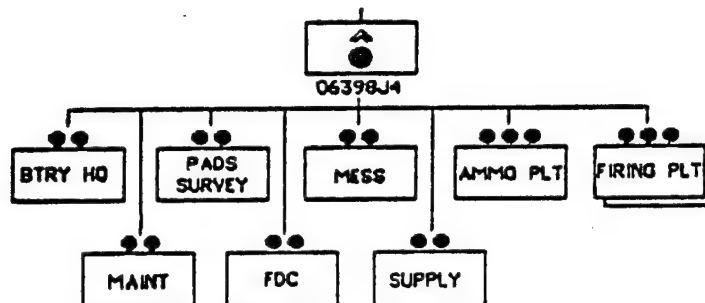 06398J4
BTRY HQ
PADS
SURVEY
MESS
AMMO PLT
FIRING PLT
MAINT
FDC
SUPPLY